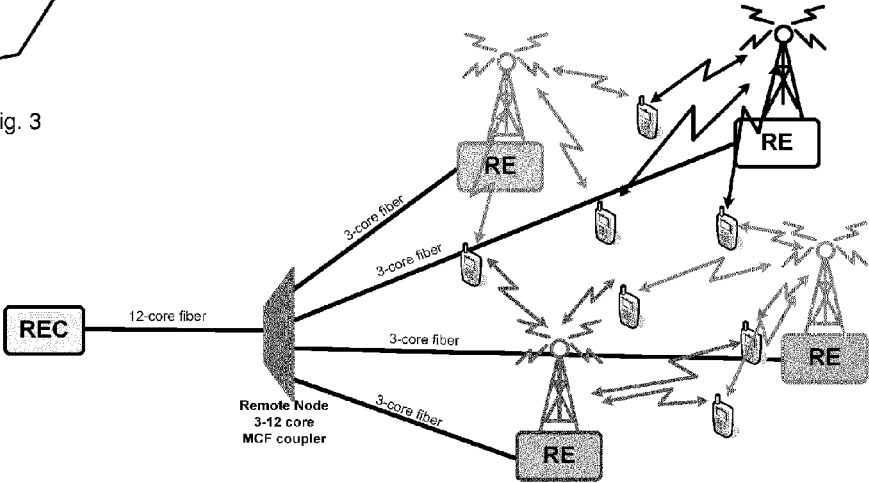 ig. 3
RE
RE
3-core fiber
3-core fiber
12-core fiber
REC
3-core fiber
RE
Remote Node
3-12 core
MCF coupler
3-core fiber
RE